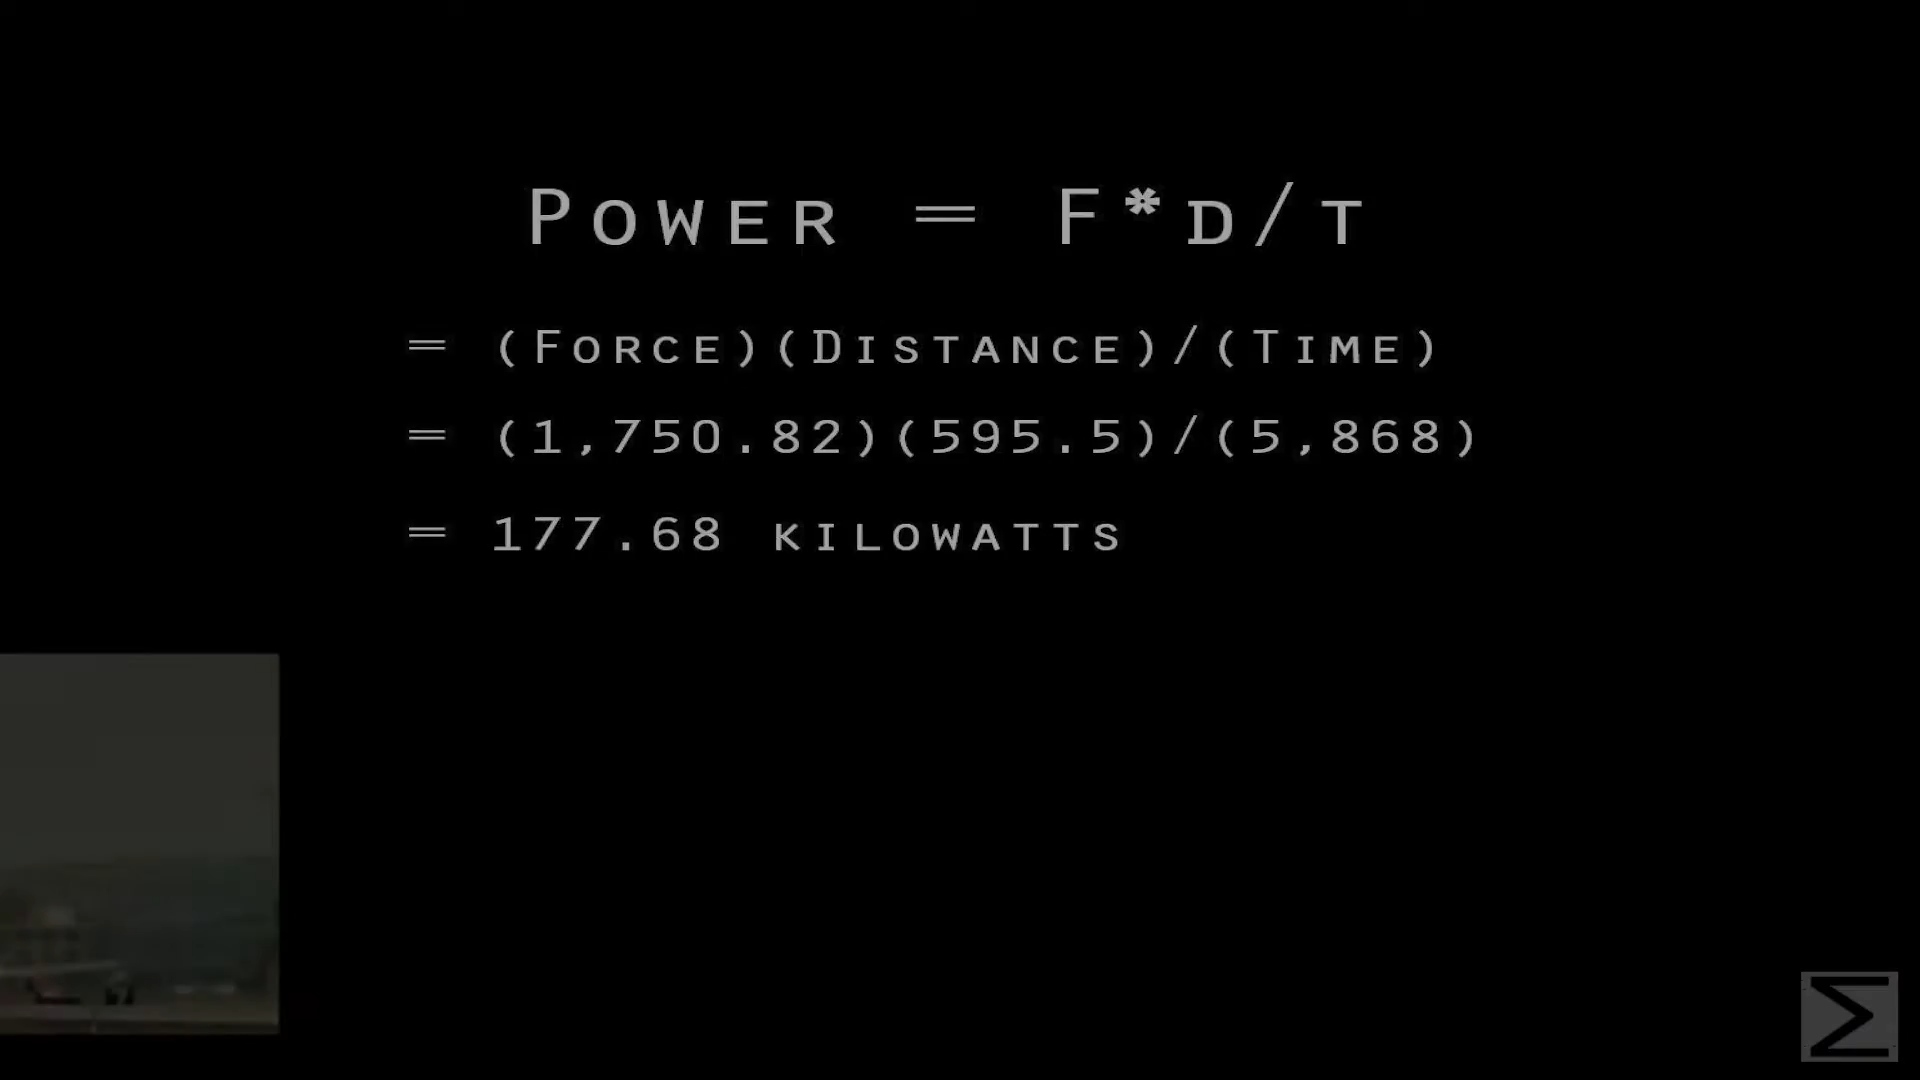 Power = F*d/t
= (Force)(Distance)/(Time)
= (1,750.82)(595.5)/(5,868)
= 177.68 kilowatts
Σ